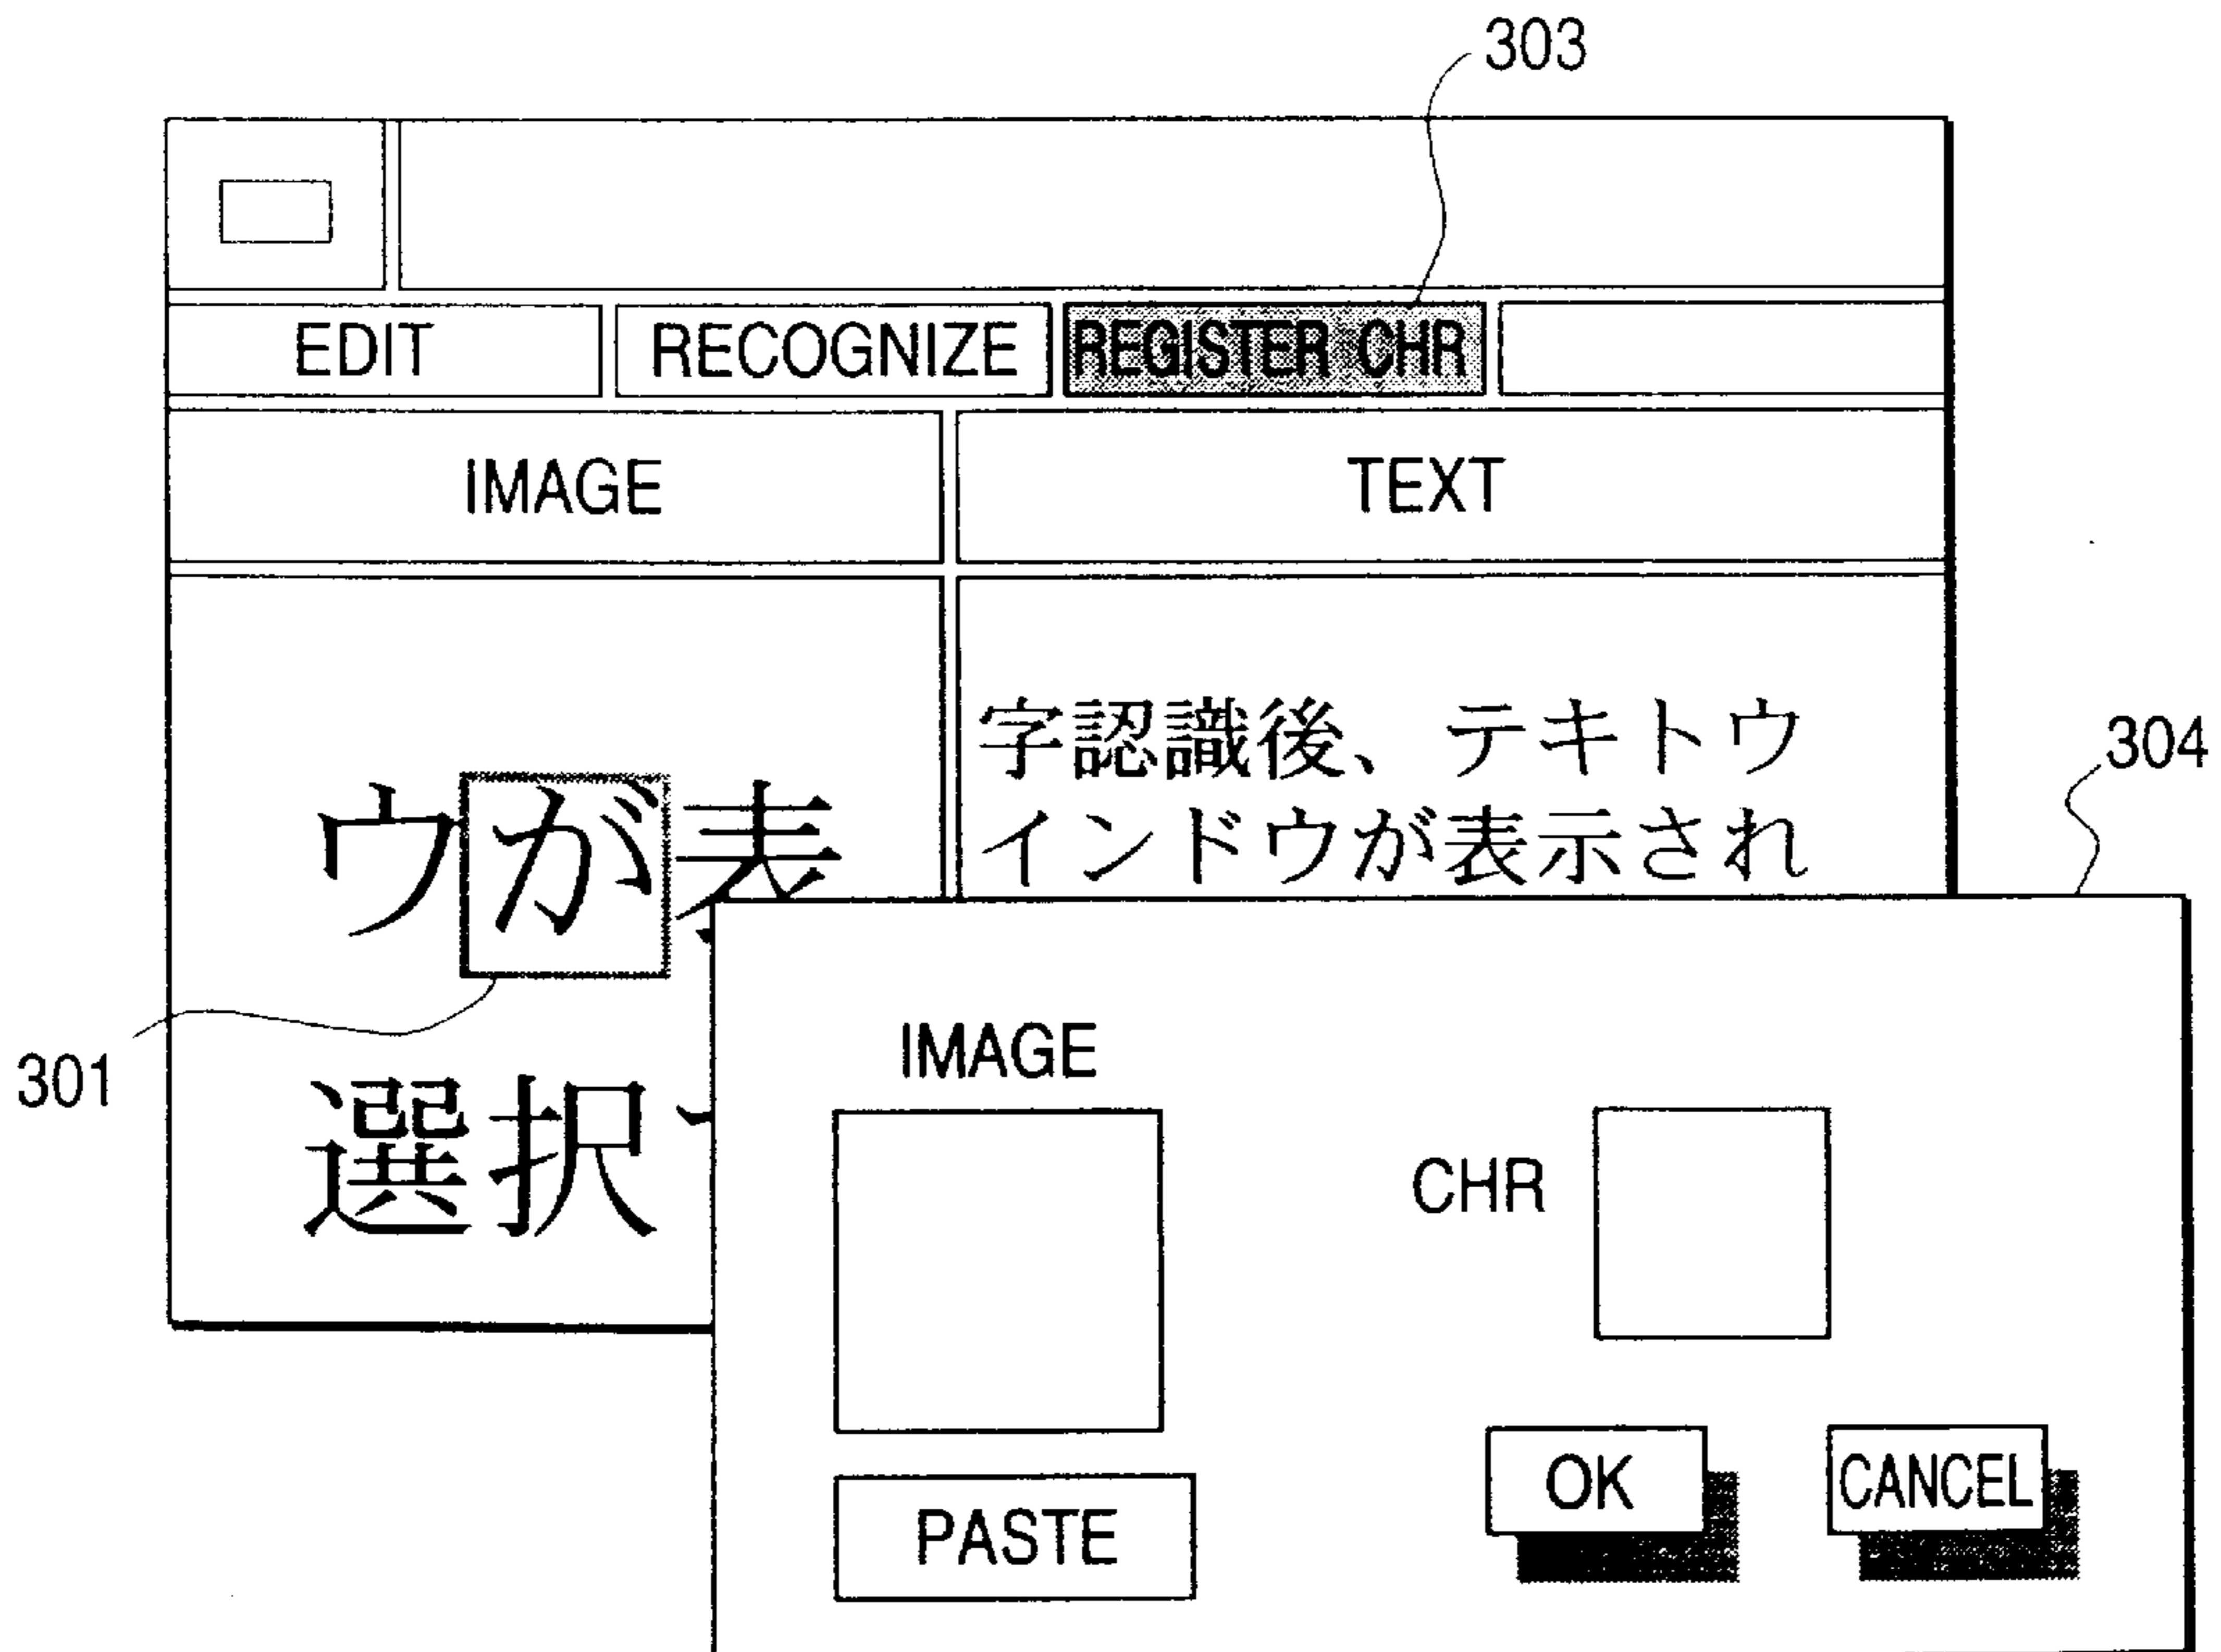 303
EDIT
RECOGNIZE
REGISTER CHR
IMAGE
TEXT
字認識後、テキトウ
インドウが表示され
304
ウが表
301
選択
IMAGE
CHR
PASTE
OK
CANCEL